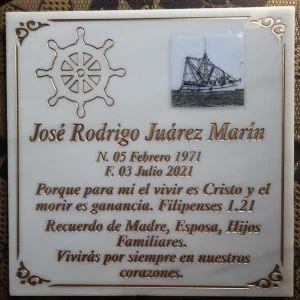 José Rodrigo Juárez Marín
N. 05 Febrero 1971
F. 03 Julio 2021
Porque para mí el vivir es Cristo y el
morir es ganancia. Filipenses 1.21
Recuerdo de Madre, Esposa, Hijos
Familiares.
Vivirás por siempre en nuestros
corazones.